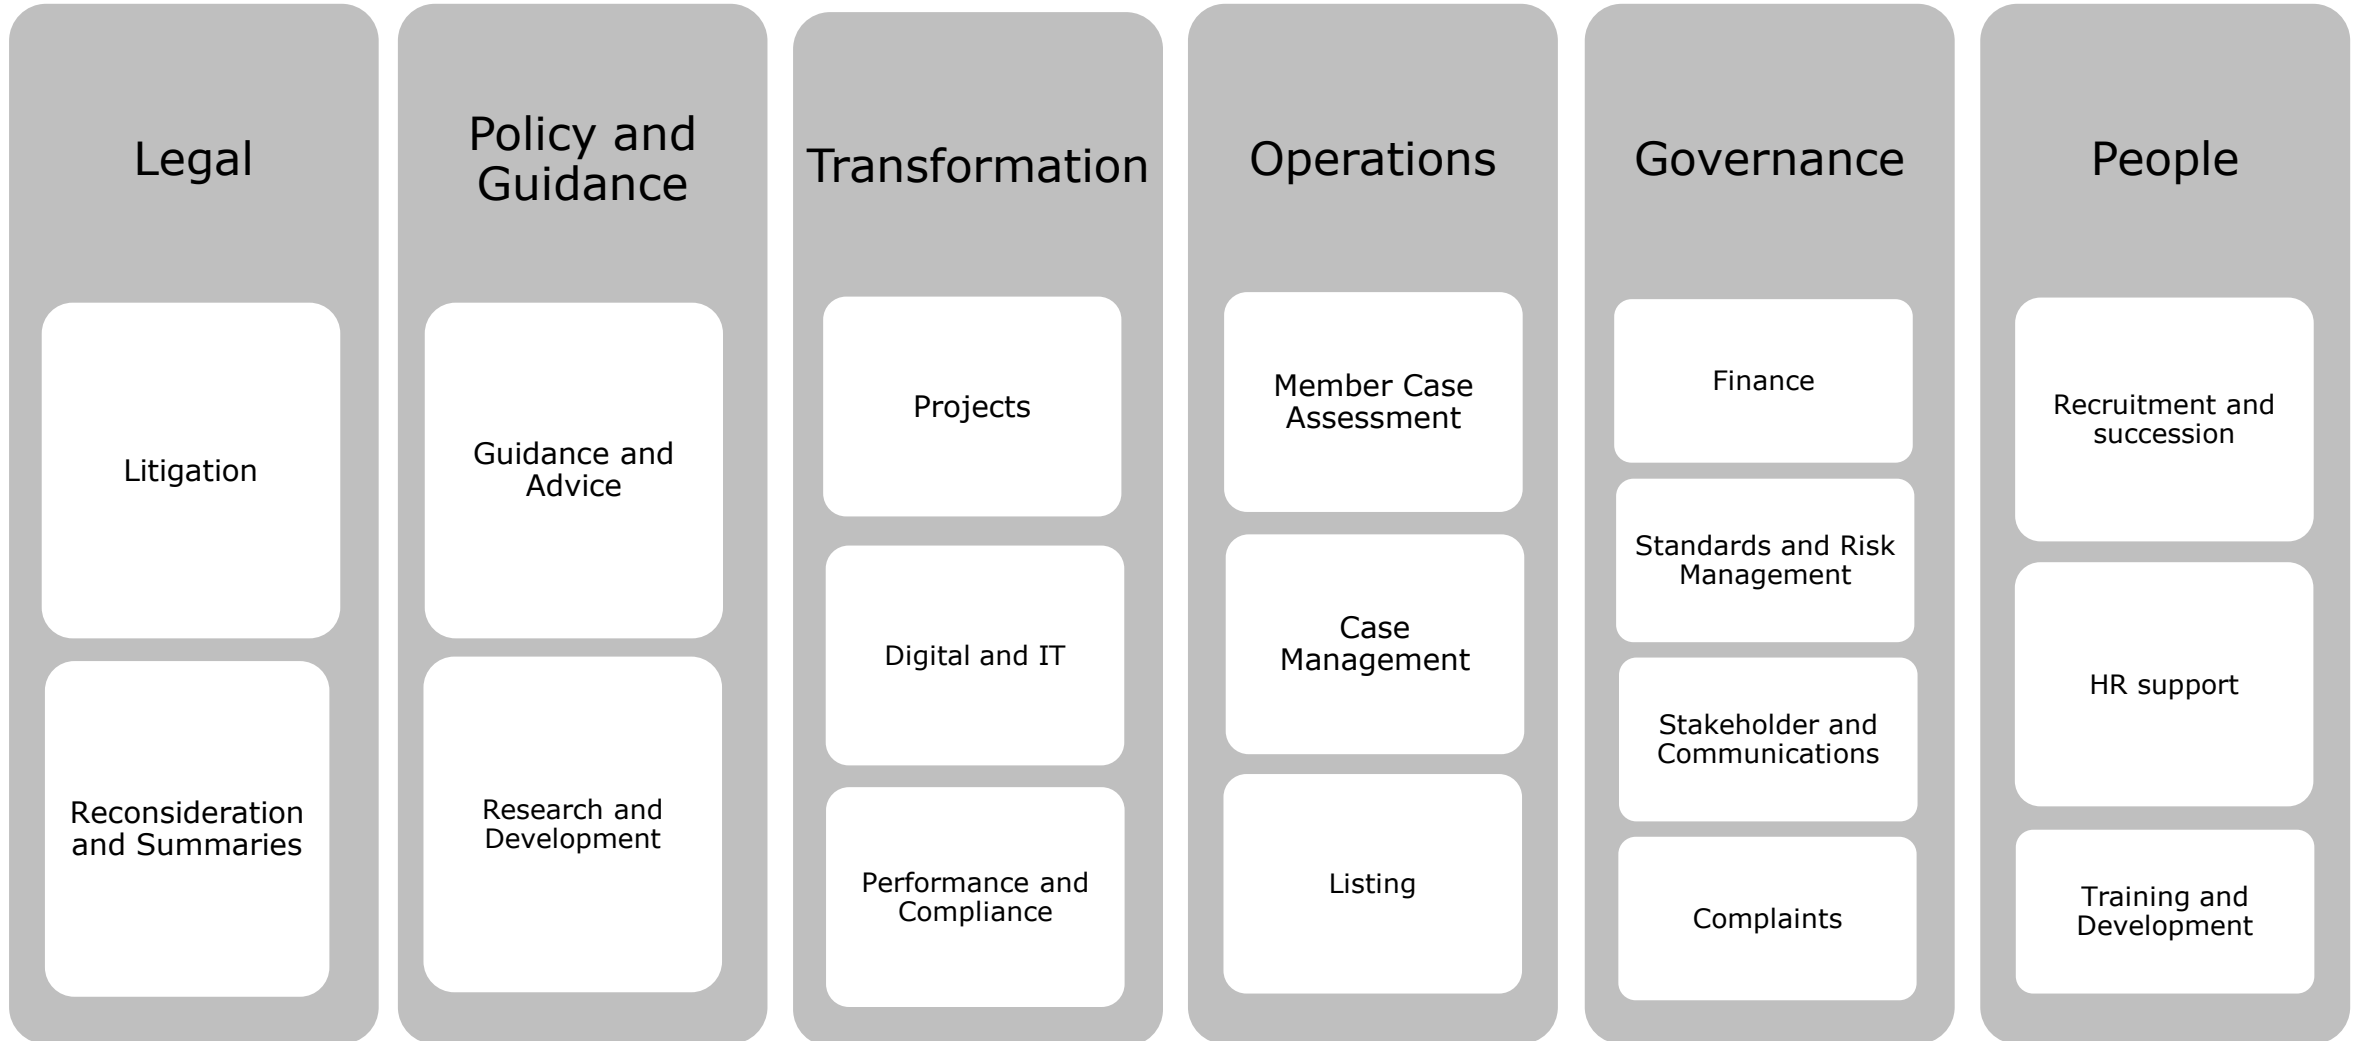 Legal
Litigation
Reconsideration
and Summaries
Policy and
Guidance
Guidance and
Advice
Research and
Development
Transformation
Projects
Digital and IT
Performance and
Compliance
Operations
Member Case
Assessment
Case
Management
Listing
Governance
Finance
Standards and Risk
Management
Stakeholder and
Communications
Complaints
People
Recruitment and
succession
HR support
Training and
Development